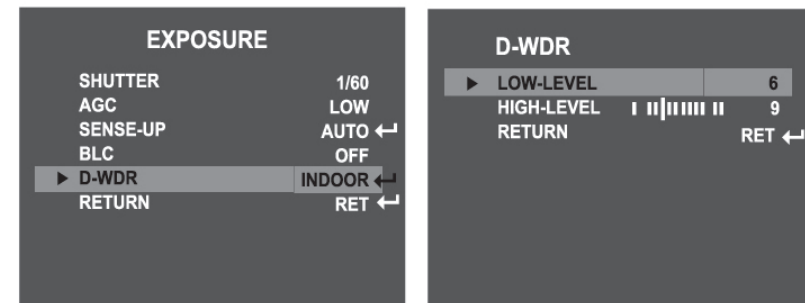 EXPOSURE
SHUTTER 1/60
AGC LOW
SENSE-UP AUTO ↵
BLC OFF
► D-WDR INDOOR ↵
RETURN RET ↵
D-WDR
► LOW-LEVEL 6
HIGH-LEVEL 9
RETURN RET ↵